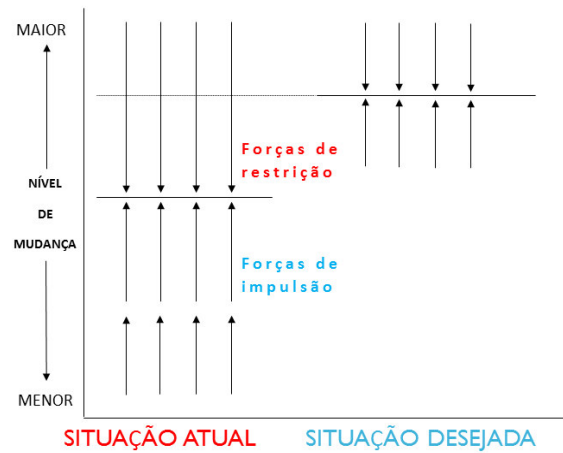 MAIOR
Forças de
restrição
NÍVEL
DE
MUDANÇA
Forças de
impulsão
MENOR
SITUAÇÃO ATUAL
SITUAÇÃO DESEJADA